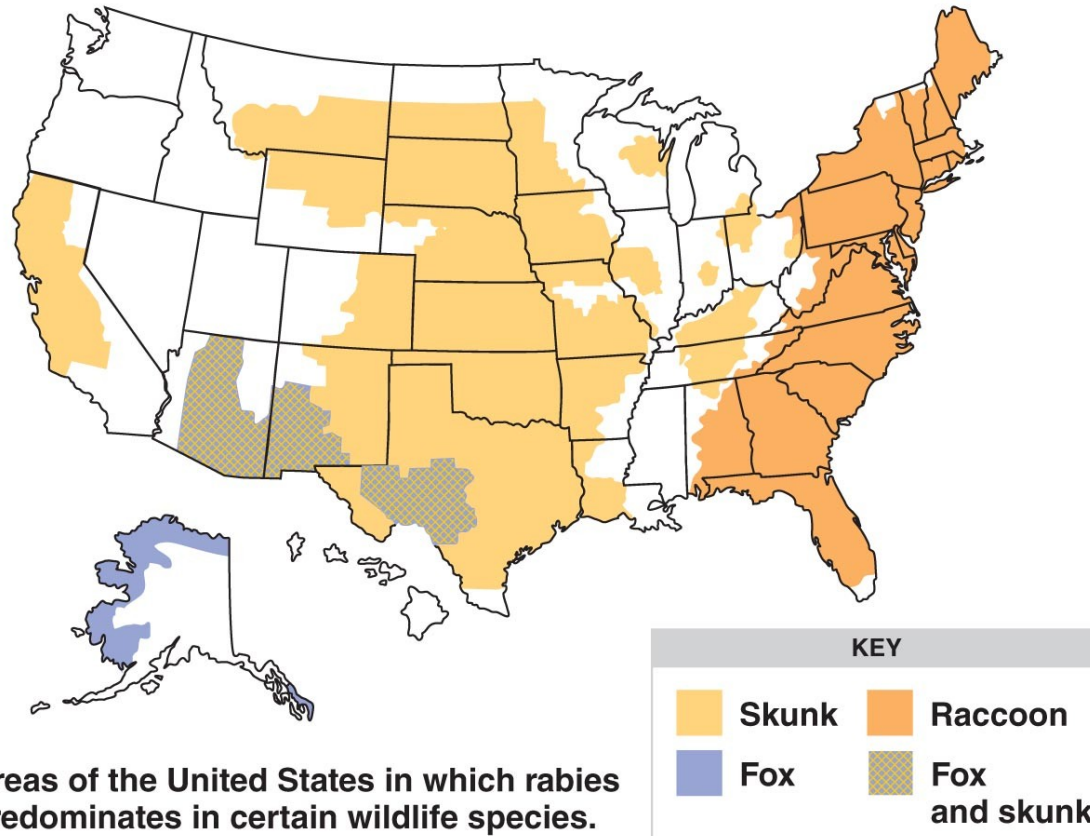 KEY
Skunk
Raccoon
Fox
Fox
and skunk
reas of the United States in which rabies
redominates in certain wildlife species.